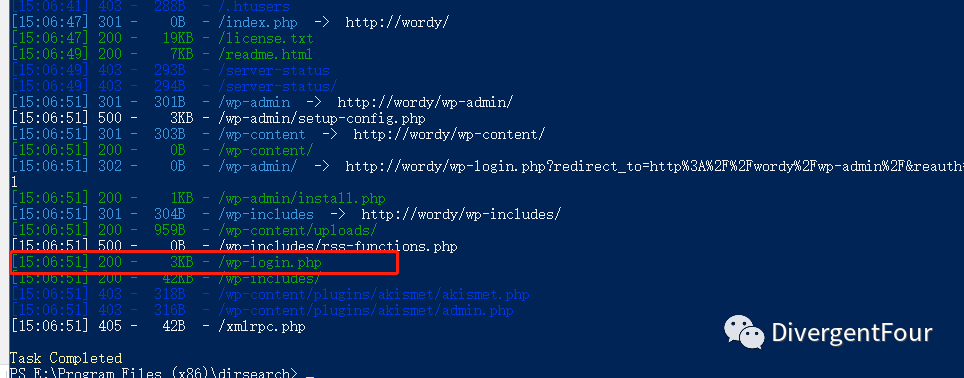 [15:06:41] 403 -  288B  - /.htusers
[15:06:47] 301 -    0B  - /index.php  ->  http://wordy/
[15:06:47] 200 -   19KB - /license.txt
[15:06:49] 200 -    7KB - /readme.html
[15:06:49] 403 -  293B  - /server-status
[15:06:49] 403 -  294B  - /server-status/
[15:06:51] 301 -  301B  - /wp-admin  ->  http://wordy/wp-admin/
[15:06:51] 500 -    3KB - /wp-admin/setup-config.php
[15:06:51] 301 -  303B  - /wp-content  ->  http://wordy/wp-content/
[15:06:51] 200 -    0B  - /wp-content/
[15:06:51] 302 -    0B  - /wp-admin/  ->  http://wordy/wp-login.php?redirect_to=http%3A%2F%2Fwordy%2Fwp-admin%2F&reauth=
1
[15:06:51] 200 -    1KB - /wp-admin/install.php
[15:06:51] 301 -  304B  - /wp-includes  ->  http://wordy/wp-includes/
[15:06:51] 200 -  959B  - /wp-content/uploads/
[15:06:51] 500 -    0B  - /wp-includes/rss-functions.php
[15:06:51] 200 -    3KB - /wp-login.php
[15:06:51] 200 -   42KB - /wp-includes/
[15:06:51] 403 -  318B  - /wp-content/plugins/akismet/akismet.php
[15:06:51] 403 -  316B  - /wp-content/plugins/akismet/admin.php
[15:06:51] 405 -   42B  - /xmlrpc.php
Task Completed
PS E:\Program Files (x86)\dirsearch> _
DivergentFour